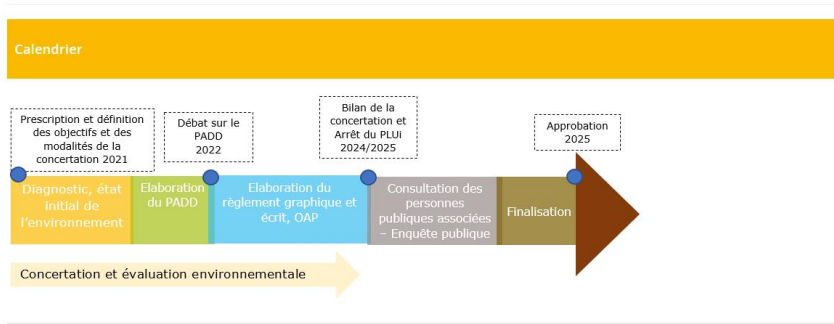 Calendrier
Prescription et définition
des objectifs et des
modalités de la
concertation 2021
Débat sur le
PADD
2022
Bilan de la
concertation et
Arrêt du PLUi
2024/2025
Approbation
2025
Diagnostic, état
initial de
l'environnement
Elaboration
du PADD
Elaboration du
règlement graphique et
écrit, OAP
Consultation des
personnes
publiques associées
– Enquête publique
Finalisation
Concertation et évaluation environnementale